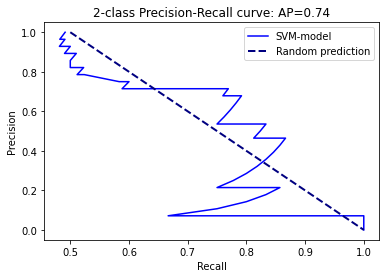 2-class Precision-Recall curve: AP=0.74
SVM-model
Random prediction
Precision
1.0
0.8
0.6
0.4
0.2
0.0
0.5
0.6
0.7
0.8
0.9
1.0
Recall